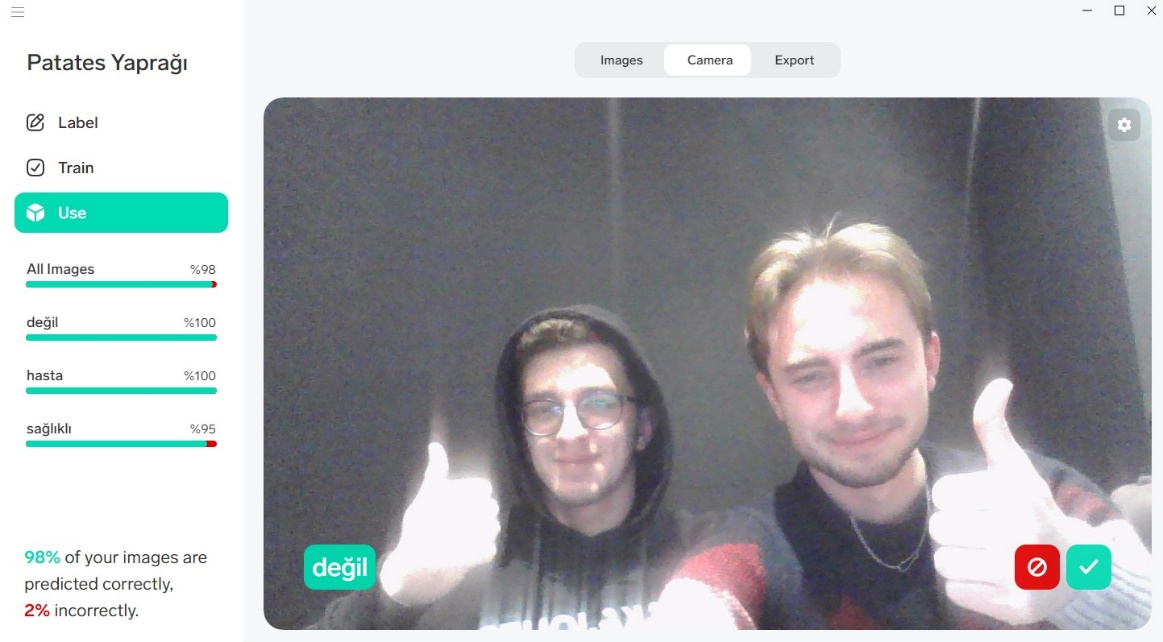 Patates Yaprağı
Label
Train
Use
All Images %98
değil %100
hasta %100
sağlıklı %95
98% of your images are
predicted correctly,
2% incorrectly.
Images Camera Export
değil